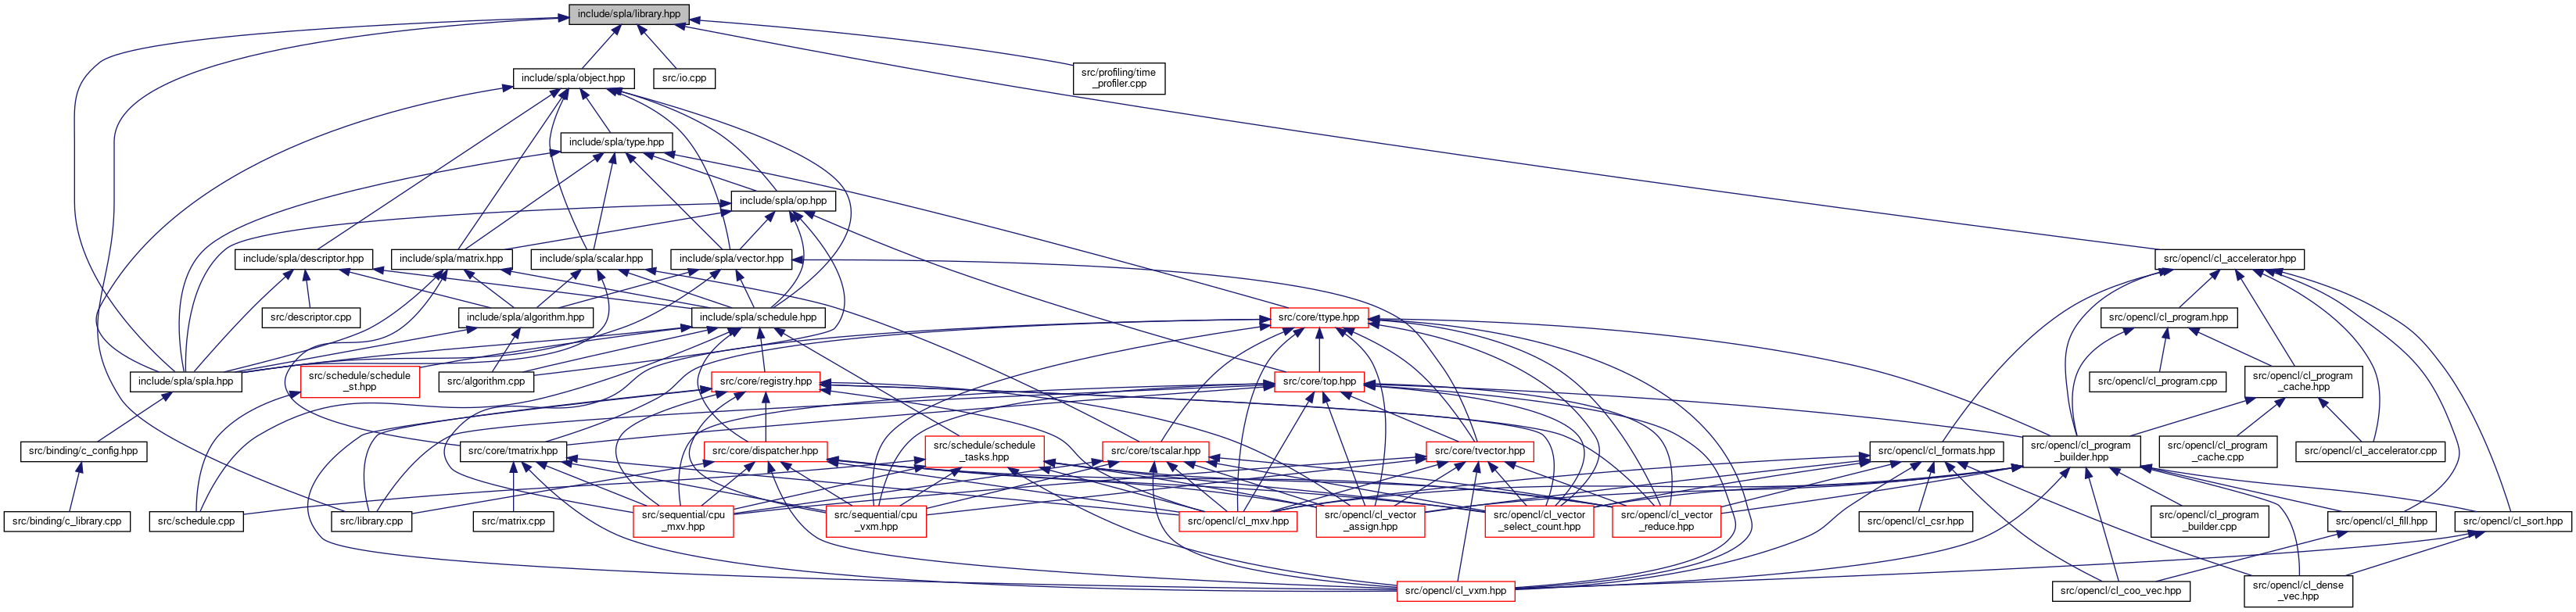 include/spla/library.hpp
include/spla/object.hpp
src/io.cpp
src/profiling/time
_profiler.cpp
include/spla/type.hpp
include/spla/op.hpp
include/spla/descriptor.hpp
include/spla/matrix.hpp
include/spla/scalar.hpp
include/spla/vector.hpp
src/opencl/cl_accelerator.hpp
src/descriptor.cpp
include/spla/algorithm.hpp
include/spla/schedule.hpp
src/core/ttype.hpp
src/opencl/cl_program.hpp
include/spla/spla.hpp
src/schedule/schedule
_st.hpp
src/algorithm.cpp
src/core/registry.hpp
src/core/top.hpp
src/opencl/cl_program.cpp
src/opencl/cl_program
_cache.hpp
src/binding/c_config.hpp
src/core/tmatrix.hpp
src/core/dispatcher.hpp
src/schedule/schedule
_tasks.hpp
src/core/tscalar.hpp
src/core/tvector.hpp
src/opencl/cl_formats.hpp
src/opencl/cl_program
_builder.hpp
src/opencl/cl_program
_cache.cpp
src/opencl/cl_accelerator.cpp
src/binding/c_library.cpp
src/schedule.cpp
src/library.cpp
src/matrix.cpp
src/sequential/cpu
_mxv.hpp
src/sequential/cpu
_vxm.hpp
src/opencl/cl_mxv.hpp
src/opencl/cl_vector
_assign.hpp
src/opencl/cl_vector
_select_count.hpp
src/opencl/cl_vector
_reduce.hpp
src/opencl/cl_csr.hpp
src/opencl/cl_program
_builder.cpp
src/opencl/cl_fill.hpp
src/opencl/cl_sort.hpp
src/opencl/cl_vxm.hpp
src/opencl/cl_coo_vec.hpp
src/opencl/cl_dense
_vec.hpp